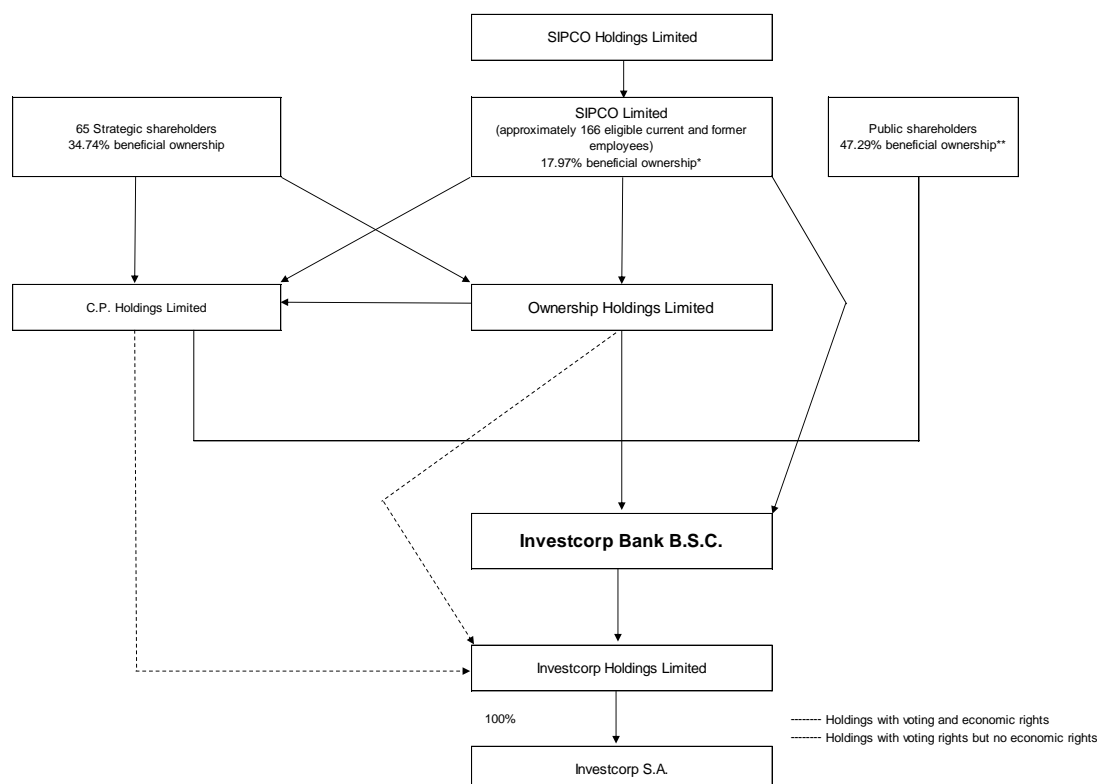 SIPCO Holdings Limited
65 Strategic shareholders
34.74% beneficial ownership
SIPCO Limited
(approximately 166 eligible current and former
employees)
17.97% beneficial ownership*
Public shareholders
47.29% beneficial ownership**
C.P. Holdings Limited
Ownership Holdings Limited
Investcorp Bank B.S.C.
Investcorp Holdings Limited
100%
-------- Holdings with voting and economic rights
-------- Holdings with voting rights but no economic rights
Investcorp S.A.